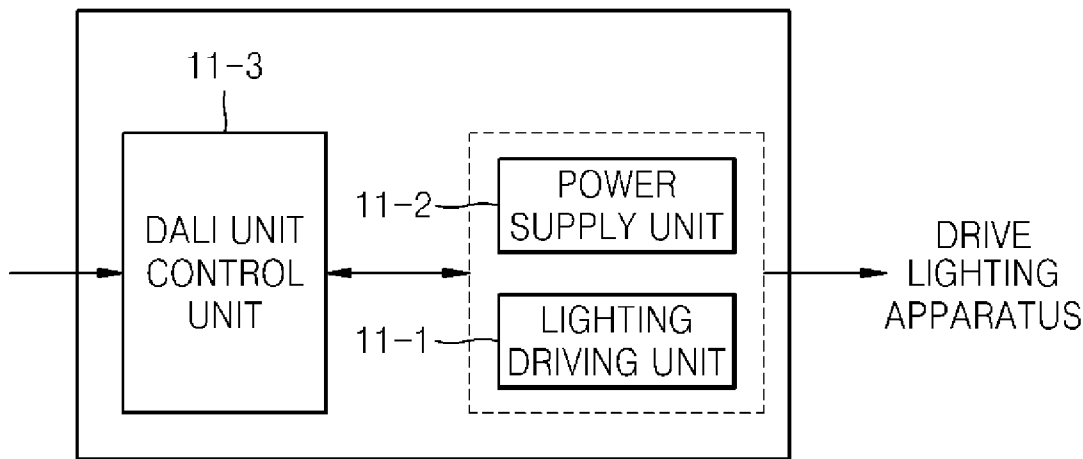 11-3
DALI UNIT
CONTROL
UNIT
11-2
POWER
SUPPLY UNIT
11-1
LIGHTING
DRIVING UNIT
DRIVE
LIGHTING
APPARATUS